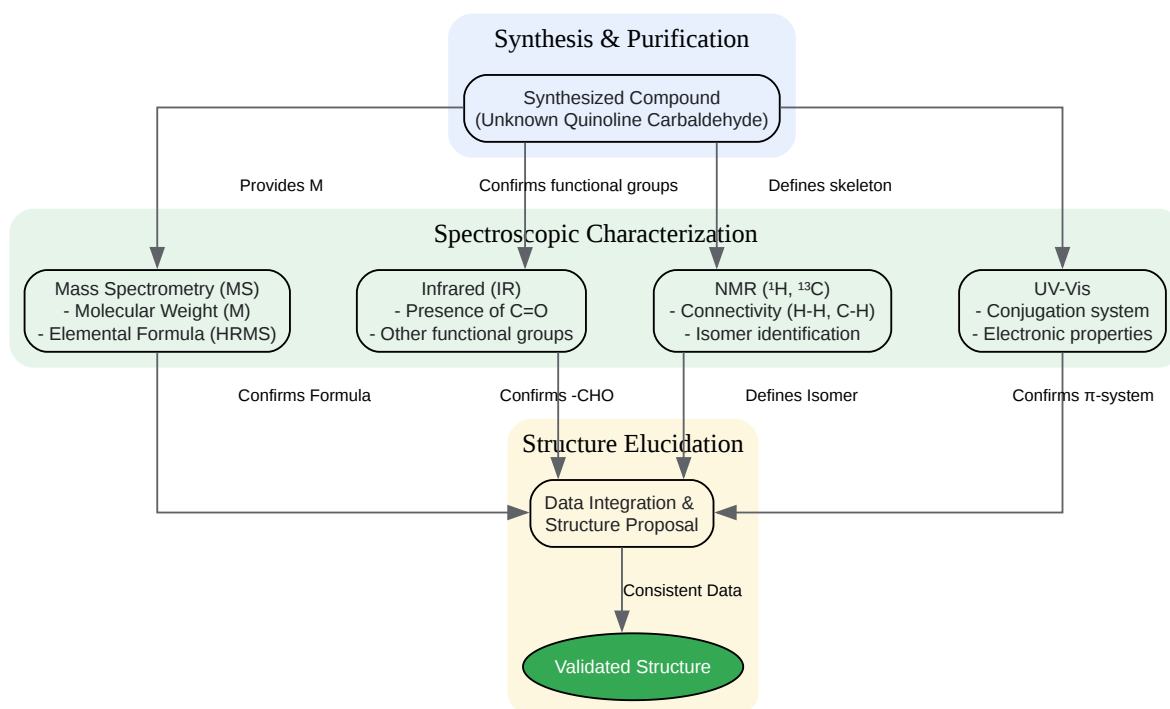 Synthesis & Purification
Synthesized Compound
(Unknown Quinoline Carbaldehyde)
Provides M
Confirms functional groups
Defines skeleton
Spectroscopic Characterization
Mass Spectrometry (MS)
- Molecular Weight (M)
- Elemental Formula (HRMS)
Infrared (IR)
- Presence of C=O
- Other functional groups
NMR (¹H, ¹³C)
- Connectivity (H-H, C-H)
- Isomer identification
UV-Vis
- Conjugation system
- Electronic properties
Confirms Formula
Confirms -CHO
Defines Isomer
Confirms π-system
Structure Elucidation
Data Integration &
Structure Proposal
Consistent Data
Validated Structure